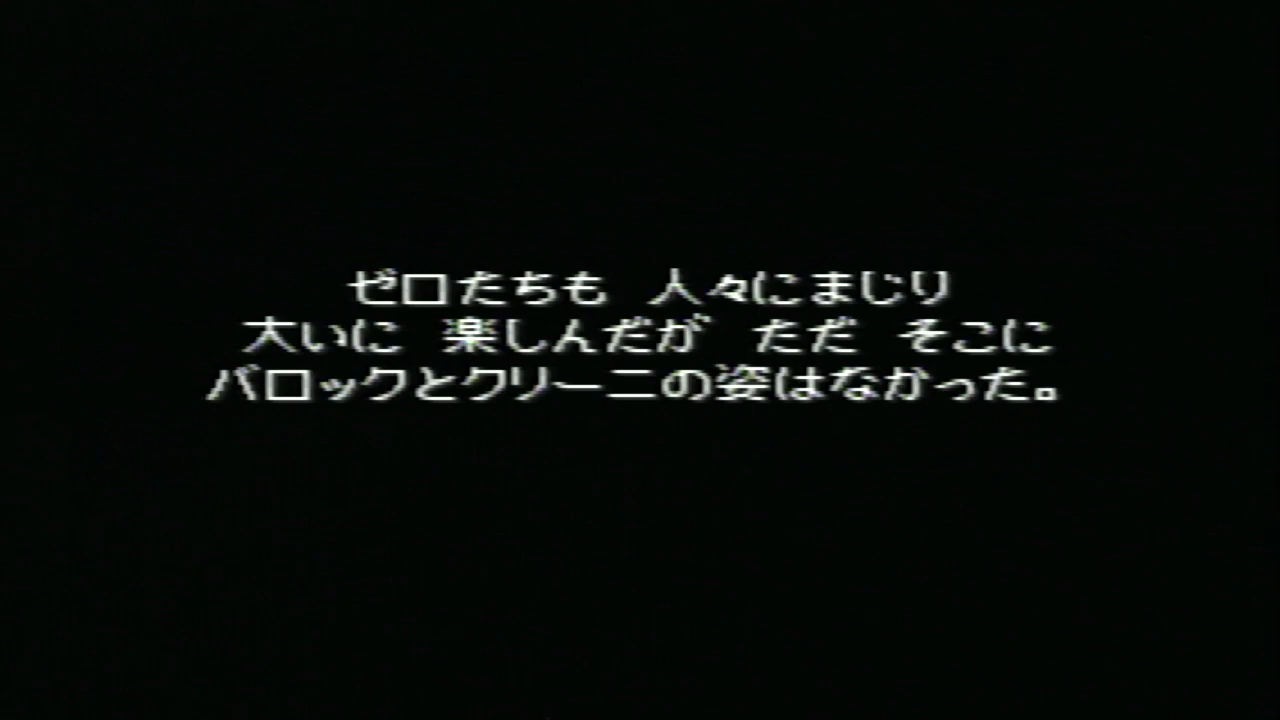 ゼロたちも　人々にまじり
大いに　楽しんだが　ただ　そこに
バロックとクリーニの姿はなかった。